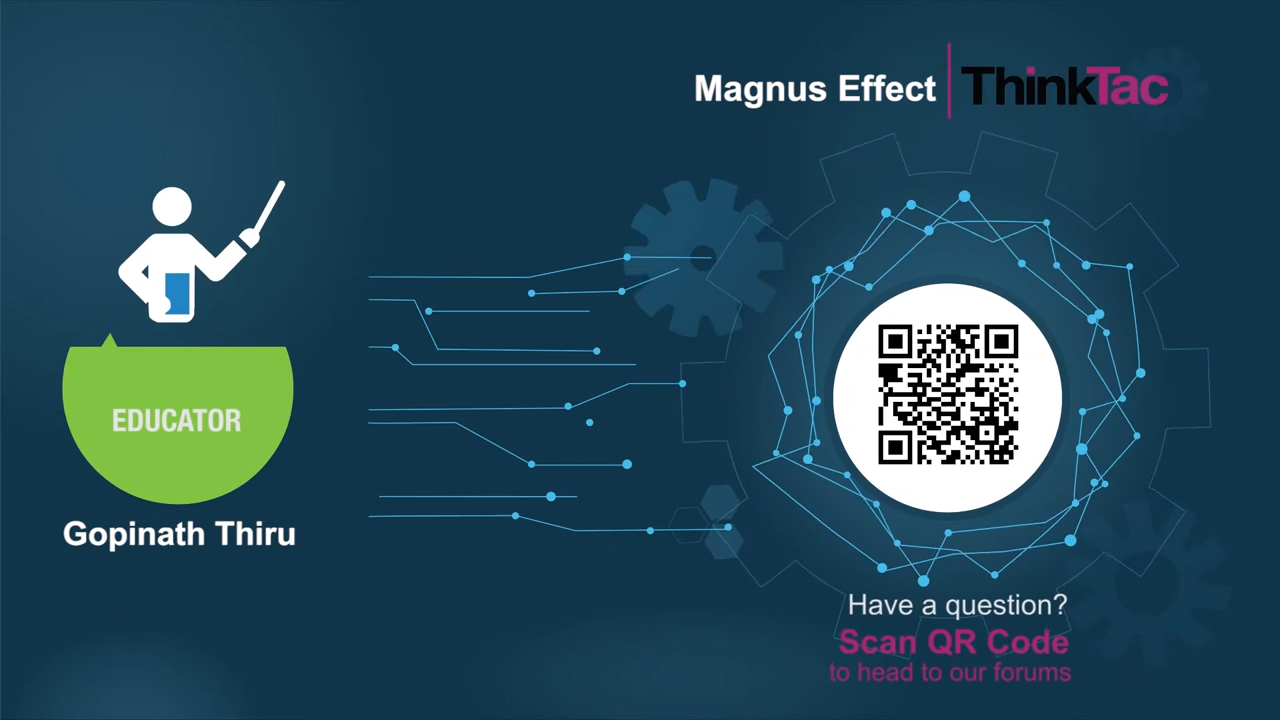 Magnus Effect
ThinkTac
EDUCATOR
Gopinath Thiru
Have a question?
Scan QR Code
to head to our forums